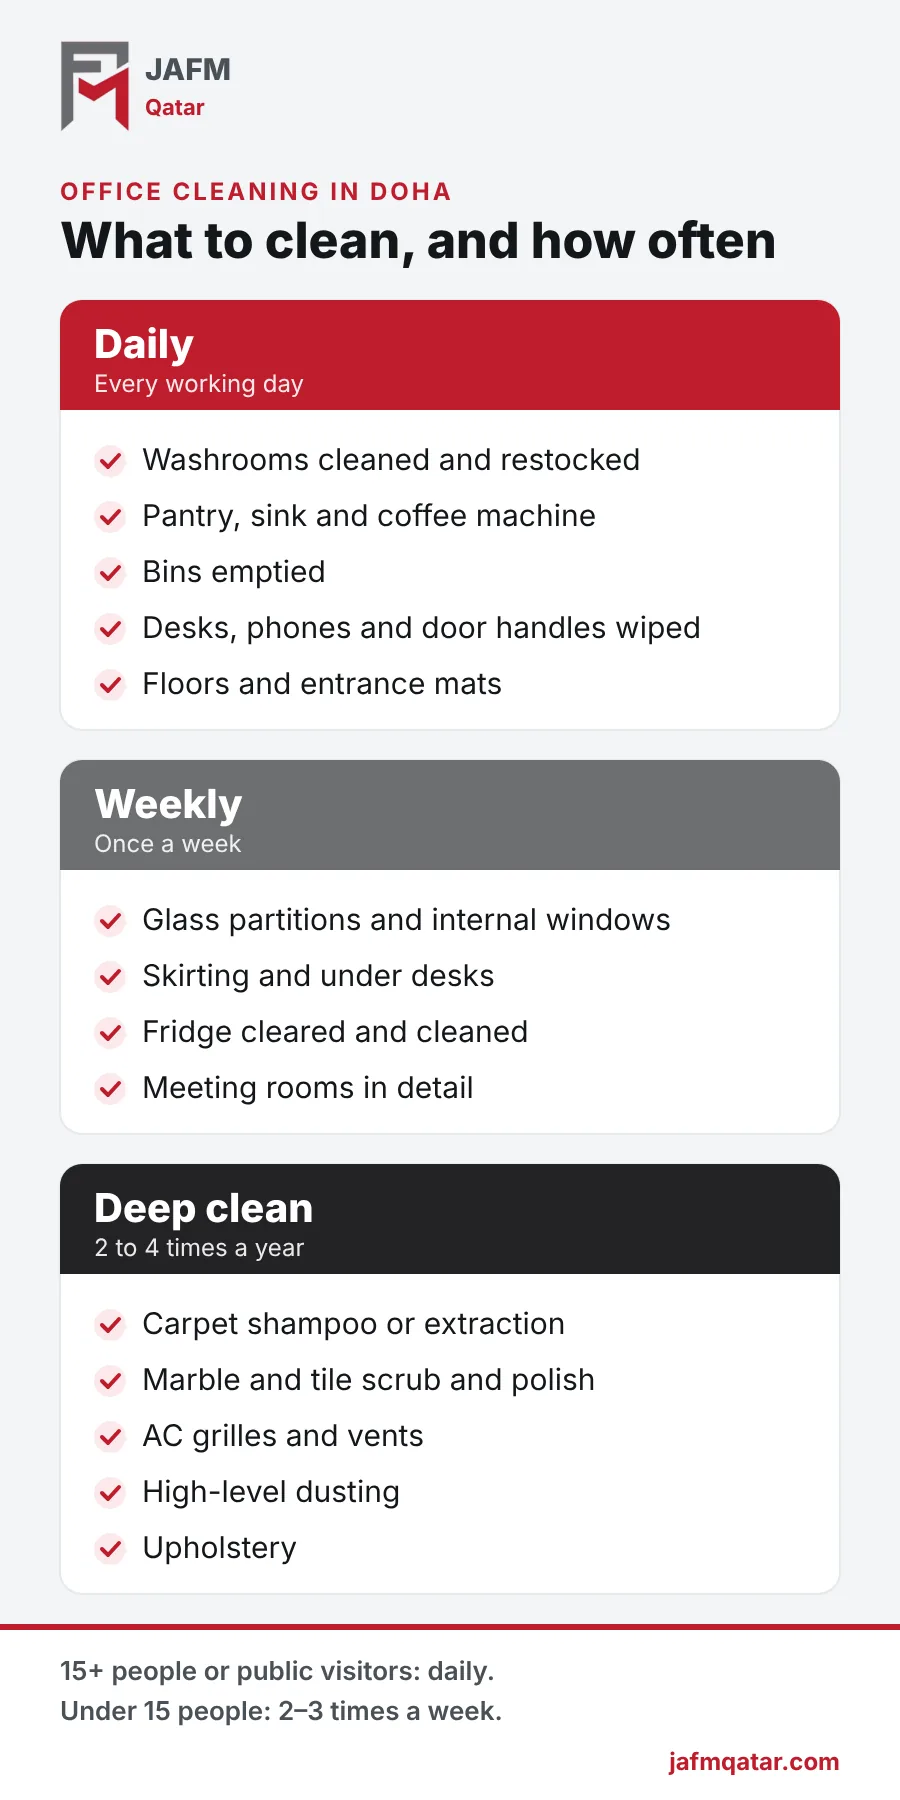 JAFM
Qatar
OFFICE CLEANING IN DOHA
What to clean, and how often
Daily
Every working day
Washrooms cleaned and restocked
Pantry, sink and coffee machine
Bins emptied
Desks, phones and door handles wiped
Floors and entrance mats
Weekly
Once a week
Glass partitions and internal windows
Skirting and under desks
Fridge cleared and cleaned
Meeting rooms in detail
Deep clean
2 to 4 times a year
Carpet shampoo or extraction
Marble and tile scrub and polish
AC grilles and vents
High-level dusting
Upholstery
15+ people or public visitors: daily.
Under 15 people: 2–3 times a week.
jafmqatar.com